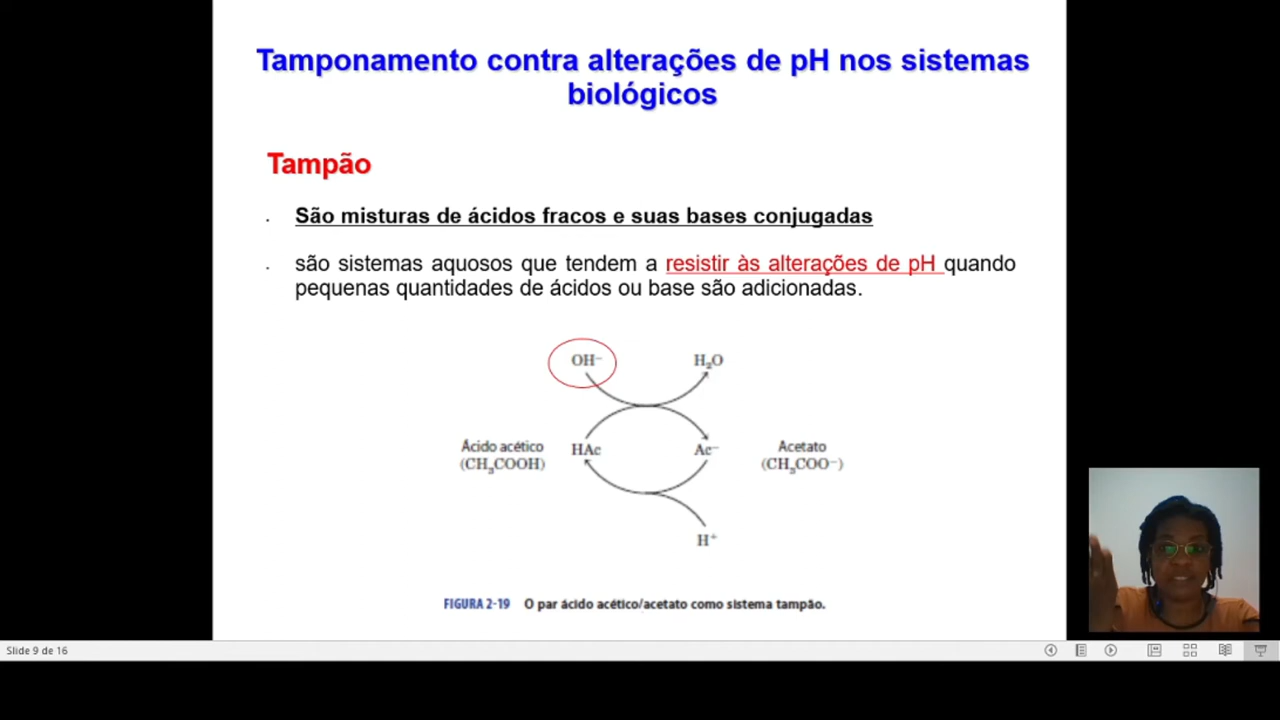 Tamponamento contra alterações de pH nos sistemas
biológicos
Tampão
São misturas de ácidos fracos e suas bases conjugadas
são sistemas aquosos que tendem a resistir às alterações de pH quando
pequenas quantidades de ácidos ou base são adicionadas.
OH⁻ H₂O
Ácido acético HAc Ac⁻ Acetato
(CH₃COOH) (CH₃COO⁻)
H⁺
FIGURA 2-19 O par ácido acético/acetato como sistema tampão.
Slide 9 de 16